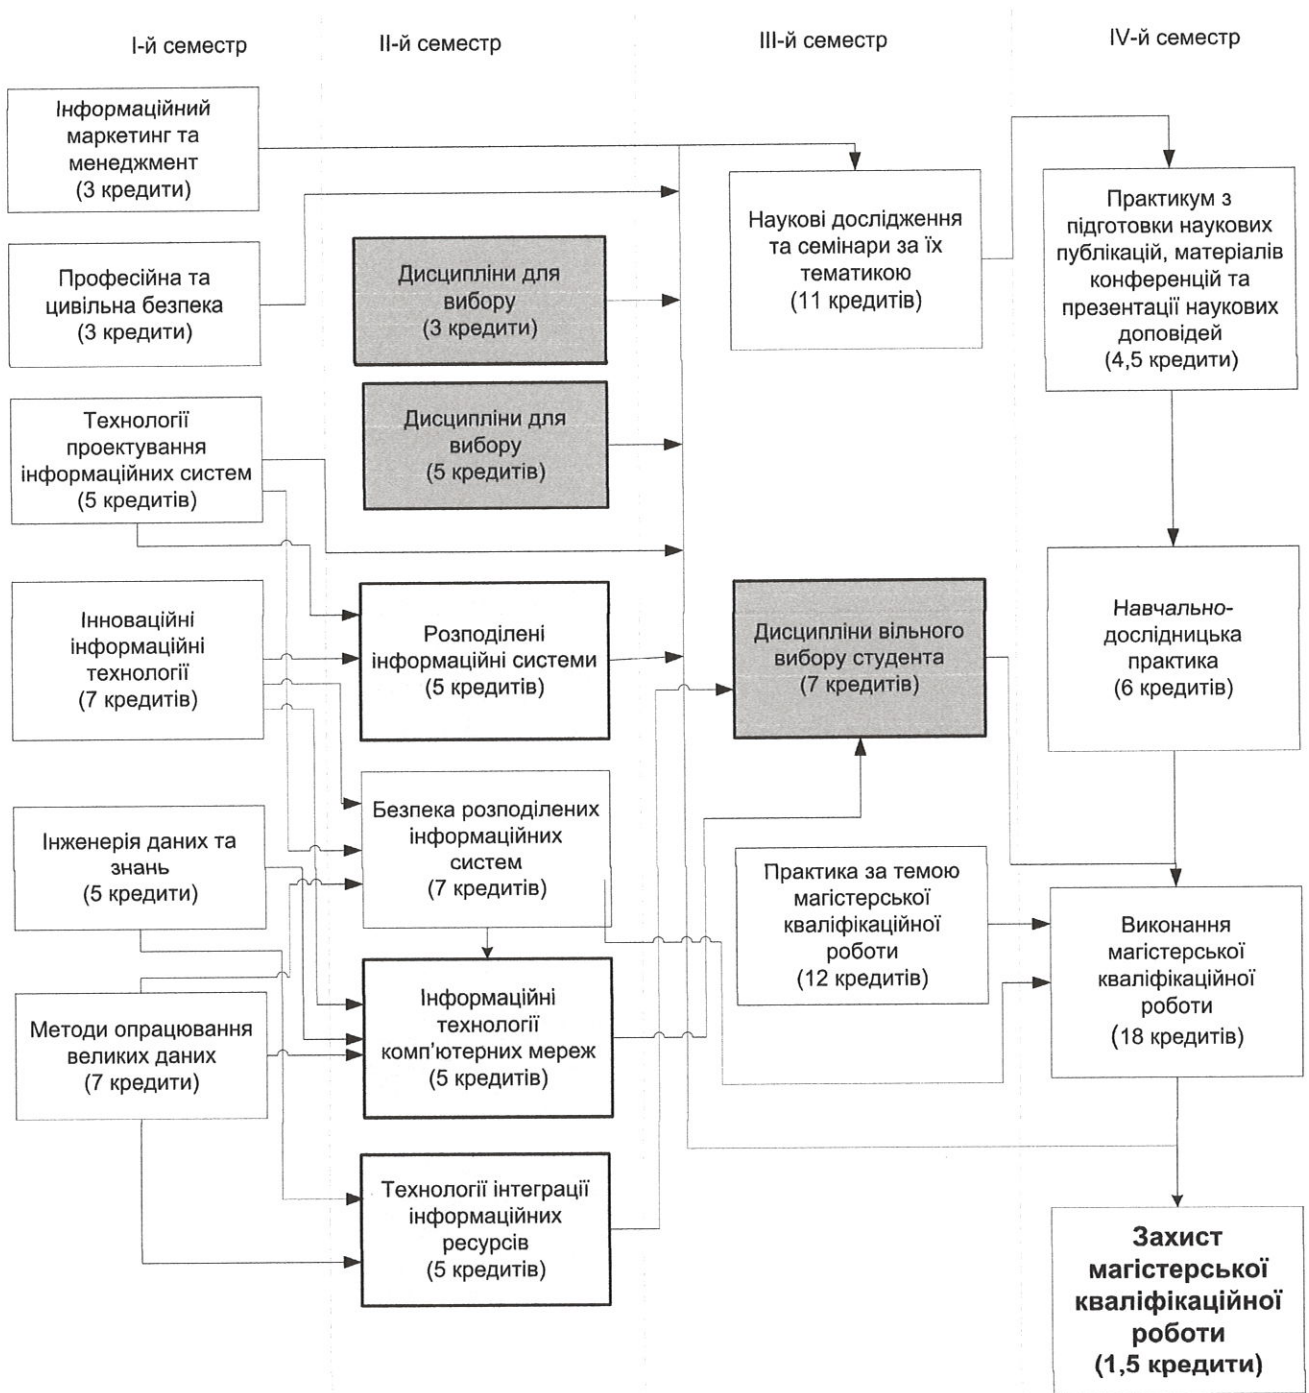 І-й семестр
ІІ-й семестр
ІІІ-й семестр
IV-й семестр
Інформаційний
маркетинг та
менеджмент
(3 кредити)
Професійна та
цивільна безпека
(3 кредити)
Технології
проектування
інформаційних систем
(5 кредитів)
Інноваційні
інформаційні
технології
(7 кредитів)
Інженерія даних та
знань
(5 кредити)
Методи опрацювання
великих даних
(7 кредити)
Дисципліни для
вибору
(3 кредити)
Дисципліни для
вибору
(5 кредитів)
Розподілені
інформаційні системи
(5 кредитів)
Безпека розподілених
інформаційних
систем
(7 кредитів)
Інформаційні
технології
комп'ютерних мереж
(5 кредитів)
Технології інтеграції
інформаційних
ресурсів
(5 кредитів)
Наукові дослідження
та семінари за їх
тематикою
(11 кредитів)
Дисципліни вільного
вибору студента
(7 кредитів)
Практика за темою
магістерської
кваліфікаційної
роботи
(12 кредитів)
Практикум з
підготовки наукових
публікацій, матеріалів
конференцій та
презентації наукових
доповідей
(4,5 кредити)
Навчально-
дослідницька
практика
(6 кредитів)
Виконання
магістерської
кваліфікаційної
роботи
(18 кредитів)
Захист
магістерської
кваліфікаційної
роботи
(1,5 кредити)